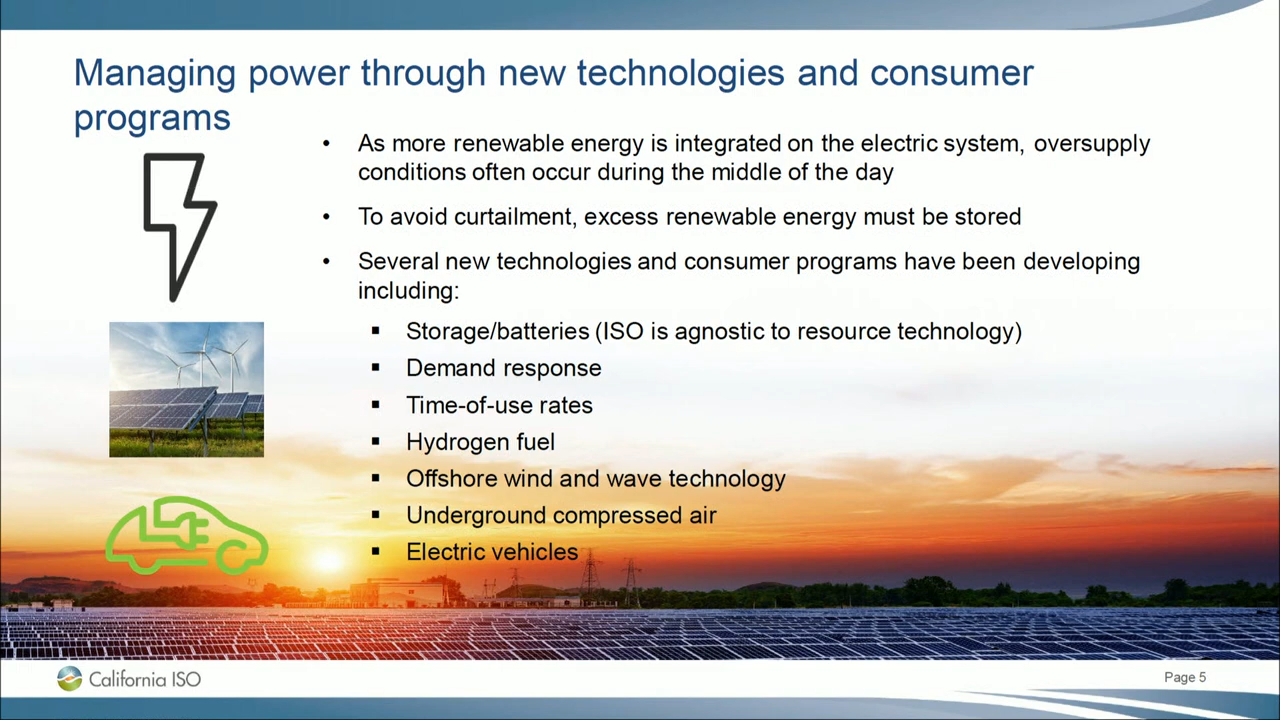 Managing power through new technologies and consumer
programs
• As more renewable energy is integrated on the electric system, oversupply
conditions often occur during the middle of the day
• To avoid curtailment, excess renewable energy must be stored
• Several new technologies and consumer programs have been developing
including:
▪ Storage/batteries (ISO is agnostic to resource technology)
▪ Demand response
▪ Time-of-use rates
▪ Hydrogen fuel
▪ Offshore wind and wave technology
▪ Underground compressed air
▪ Electric vehicles
California ISO
Page 5